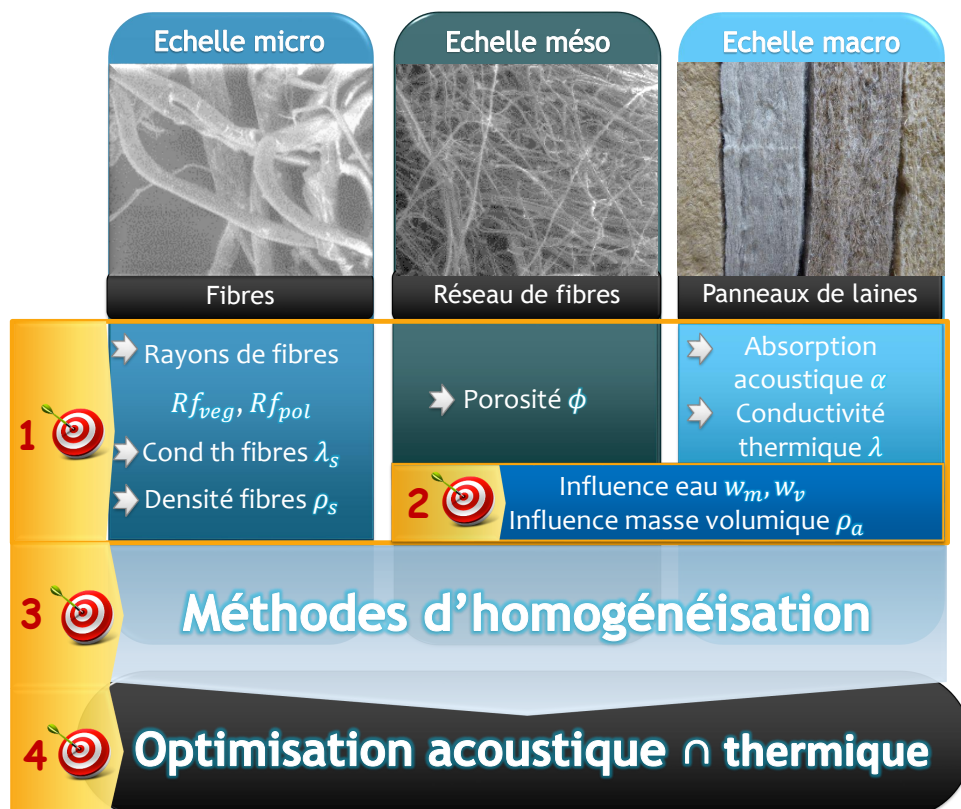 Echelle micro
Echelle méso
Echelle macro
Fibres
Réseau de fibres
Panneaux de laines
1
Rayons de fibres
Rf_veg, Rf_pol
Cond th fibres λ_s
Densité fibres ρ_s
Porosité ϕ
Absorption
acoustique α
Conductivité
thermique λ
2
Influence eau w_m, w_v
Influence masse volumique ρ_a
3
Méthodes d’homogénéisation
4
Optimisation acoustique ∩ thermique